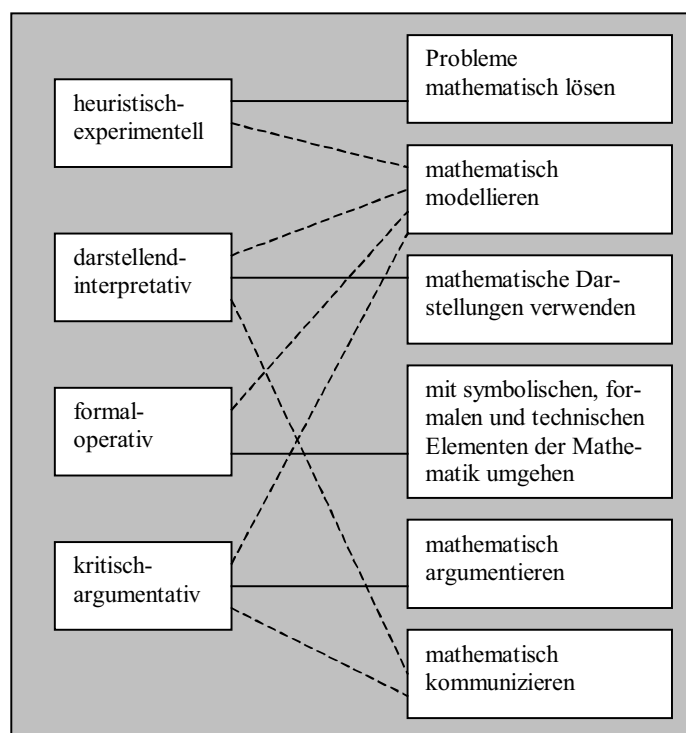 heuristisch-
experimentell
darstellend-
interpretativ
formal-
operativ
kritisch-
argumentativ
Probleme
mathematisch lösen
mathematisch
modellieren
mathematische Dar-
stellungen verwenden
mit symbolischen, for-
malen und technischen
Elementen der Mathe-
matik umgehen
mathematisch
argumentieren
mathematisch
kommunizieren